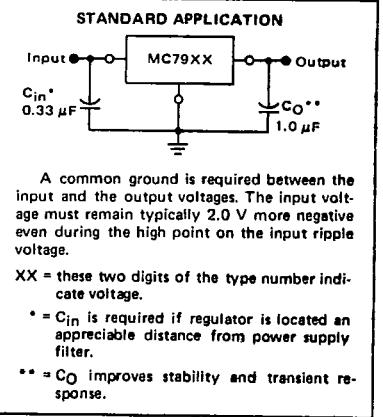 STANDARD APPLICATION
Input
MC79XX
Output
Cin*
0.33 μF
CO**
1.0 μF
A common ground is required between the
input and the output voltages. The input volt-
age must remain typically 2.0 V more negative
even during the high point on the input ripple
voltage.
XX = these two digits of the type number indi-
cate voltage.
* = Cin is required if regulator is located an
appreciable distance from power supply
filter.
** = CO improves stability and transient re-
sponse.